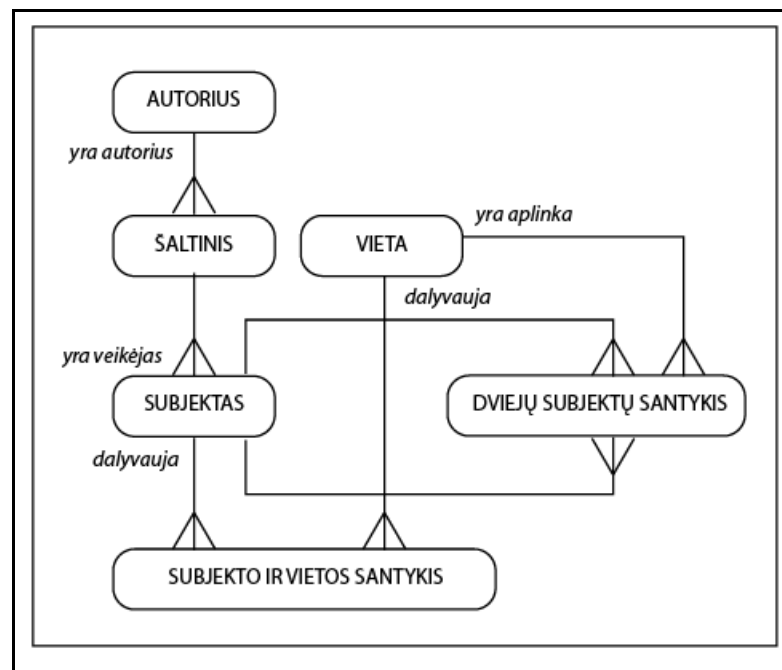 AUTORIUS
yra autorius
ŠALTINIS
VIETA
yra aplinka
dalyvauja
yra veikėjas
SUBJEKTAS
DVIEJŲ SUBJEKTŲ SANTYKIS
dalyvauja
SUBJEKTO IR VIETOS SANTYKIS